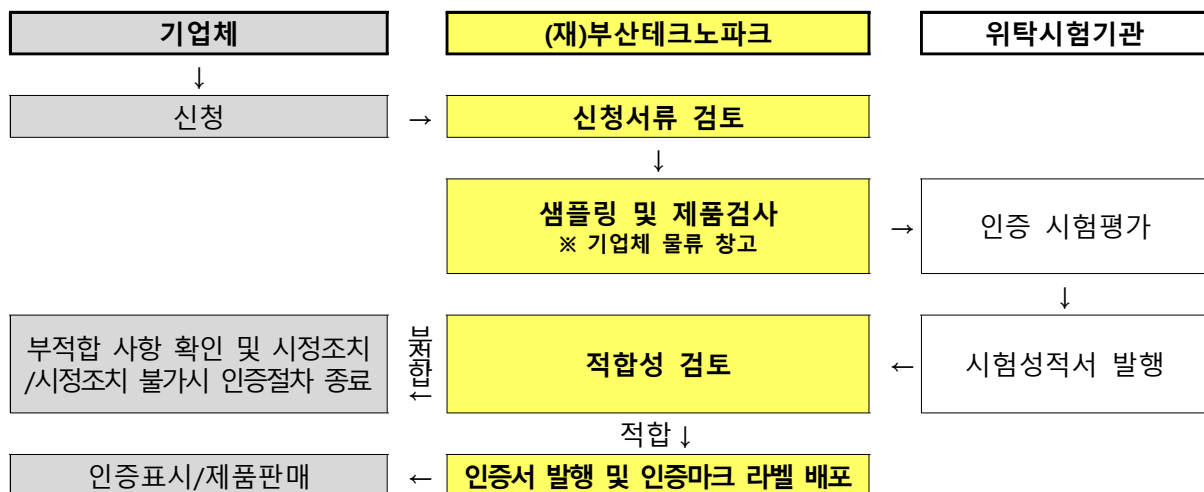 기업체
(재)부산테크노파크
위탁시험기관
↓
신청
→
신청서류 검토
↓
샘플링 및 제품검사
※ 기업체 물류 창고
→
인증 시험평가
↓
부적합 사항 확인 및 시정조치
/시정조치 불가시 인증절차 종료
부적합
←
적합성 검토
←
시험성적서 발행
적합↓
인증표시/제품판매
←
인증서 발행 및 인증마크 라벨 배포